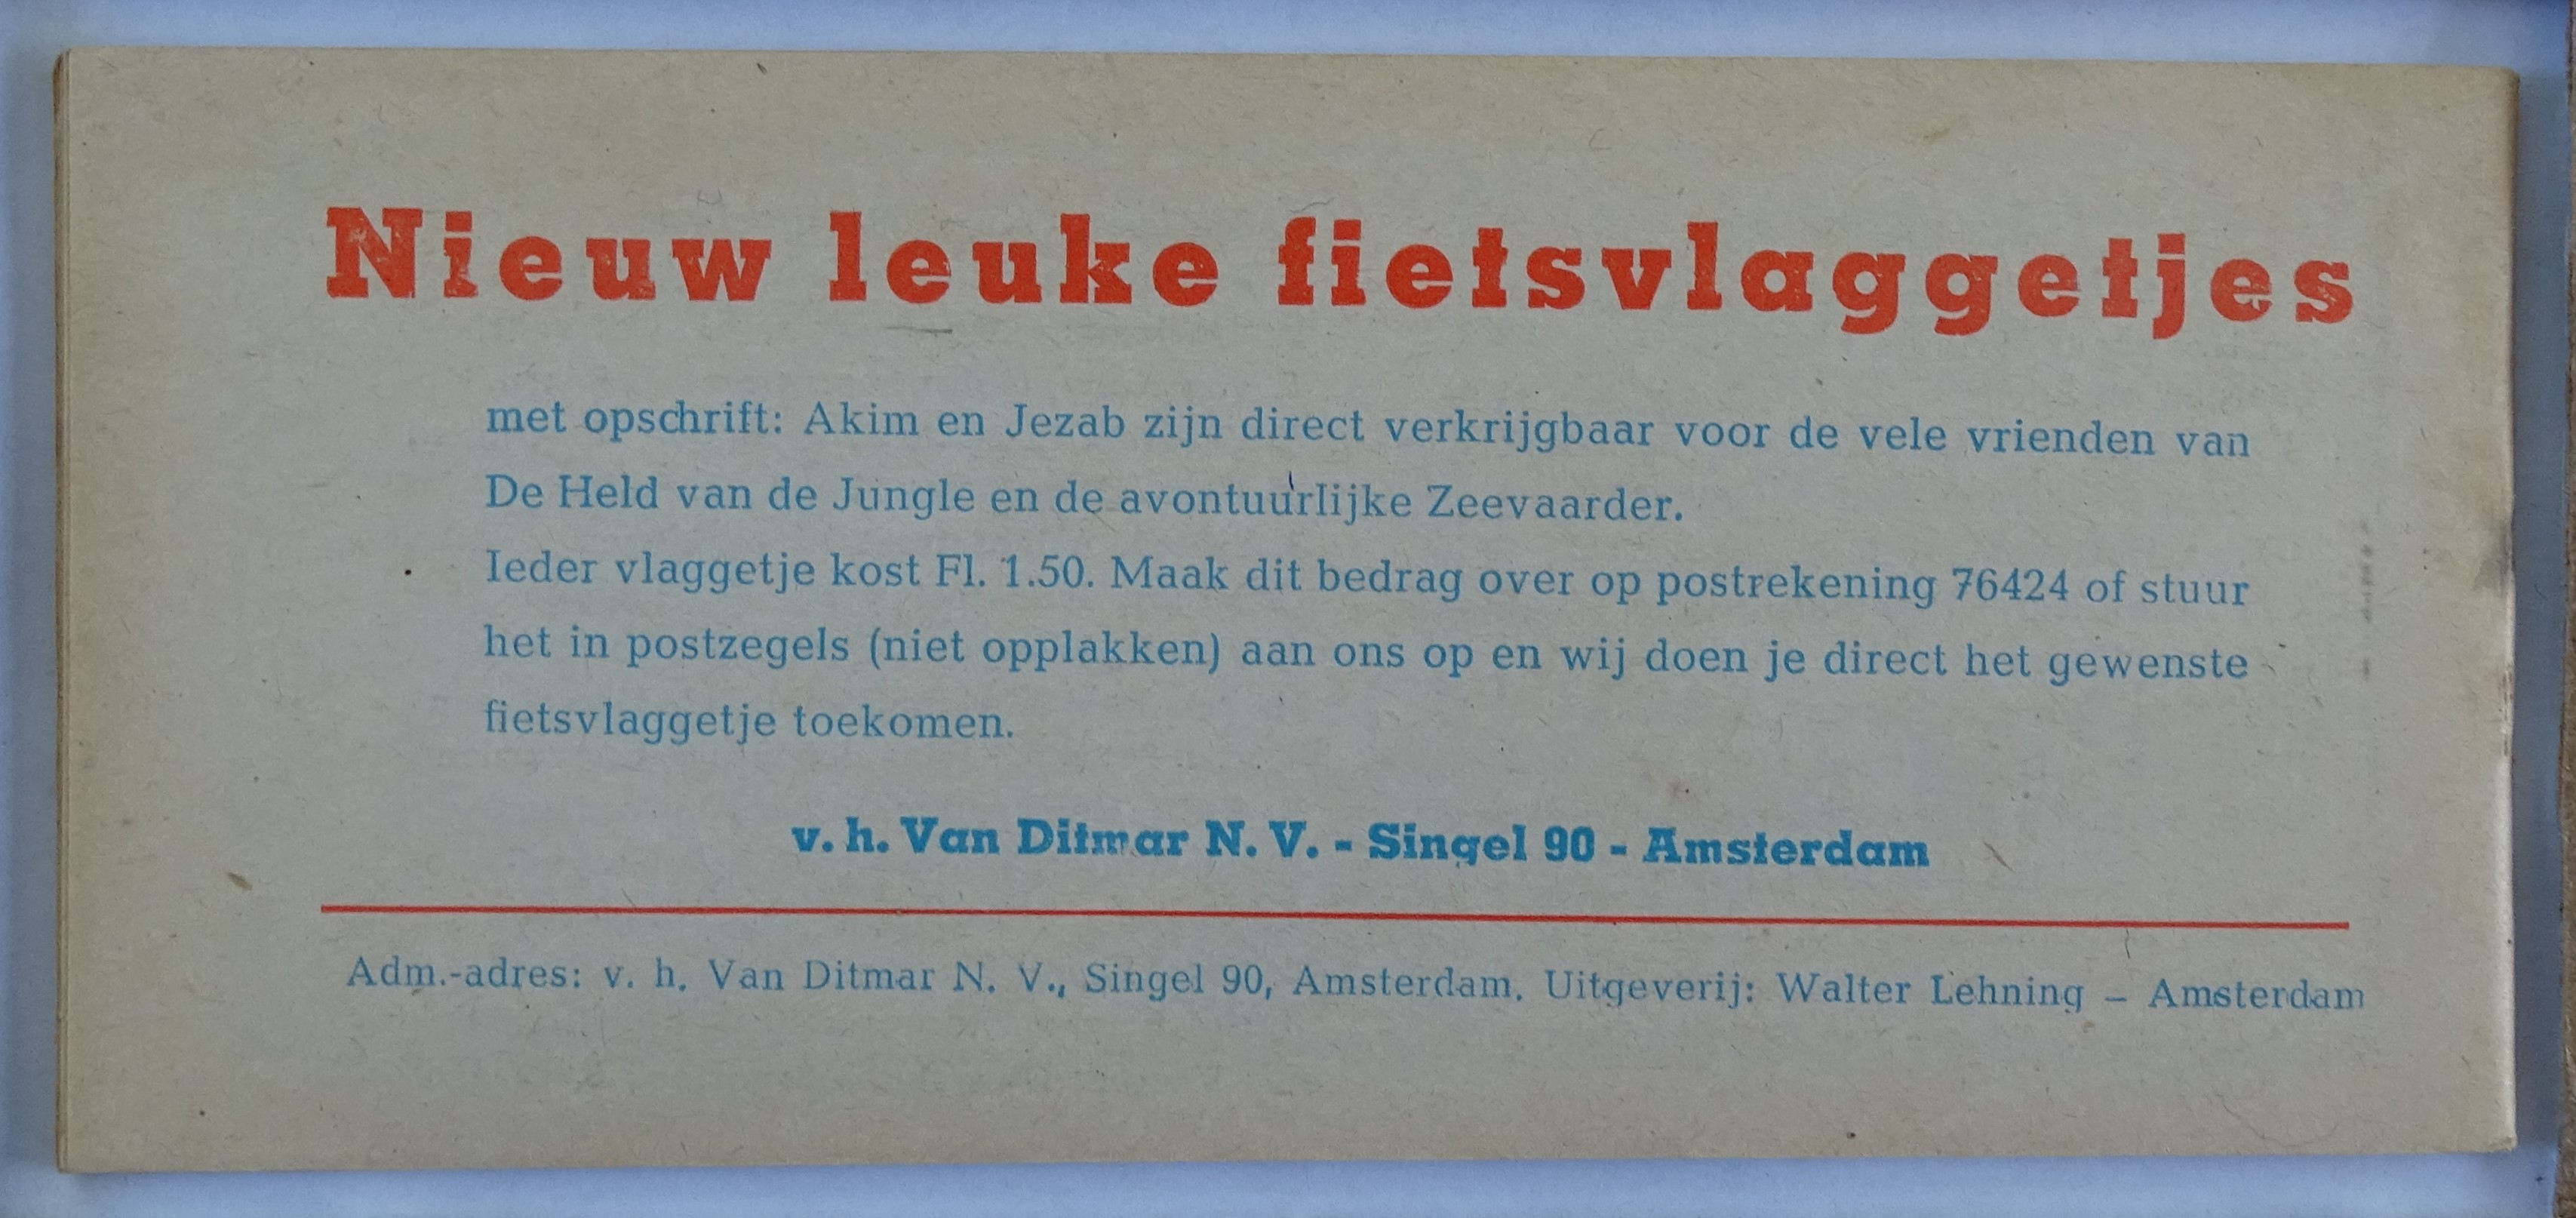 Nieuw leuke fietsvlaggetjes
met opschrift: Akim en Jezab zijn direct verkrijgbaar voor de vele vrienden van
De Held van de Jungle en de avontuurlijke Zeevaarder.
Ieder vlaggetje kost Fl. 1.50. Maak dit bedrag over op postrekening 76424 of stuur
het in postzegels (niet opplakken) aan ons op en wij doen je direct het gewenste
fietsvlaggetje toekomen.
v. h. Van Ditmar N. V. - Singel 90 - Amsterdam
Adm.-adres: v. h. Van Ditmar N. V., Singel 90, Amsterdam. Uitgeverij: Walter Lehning – Amsterdam